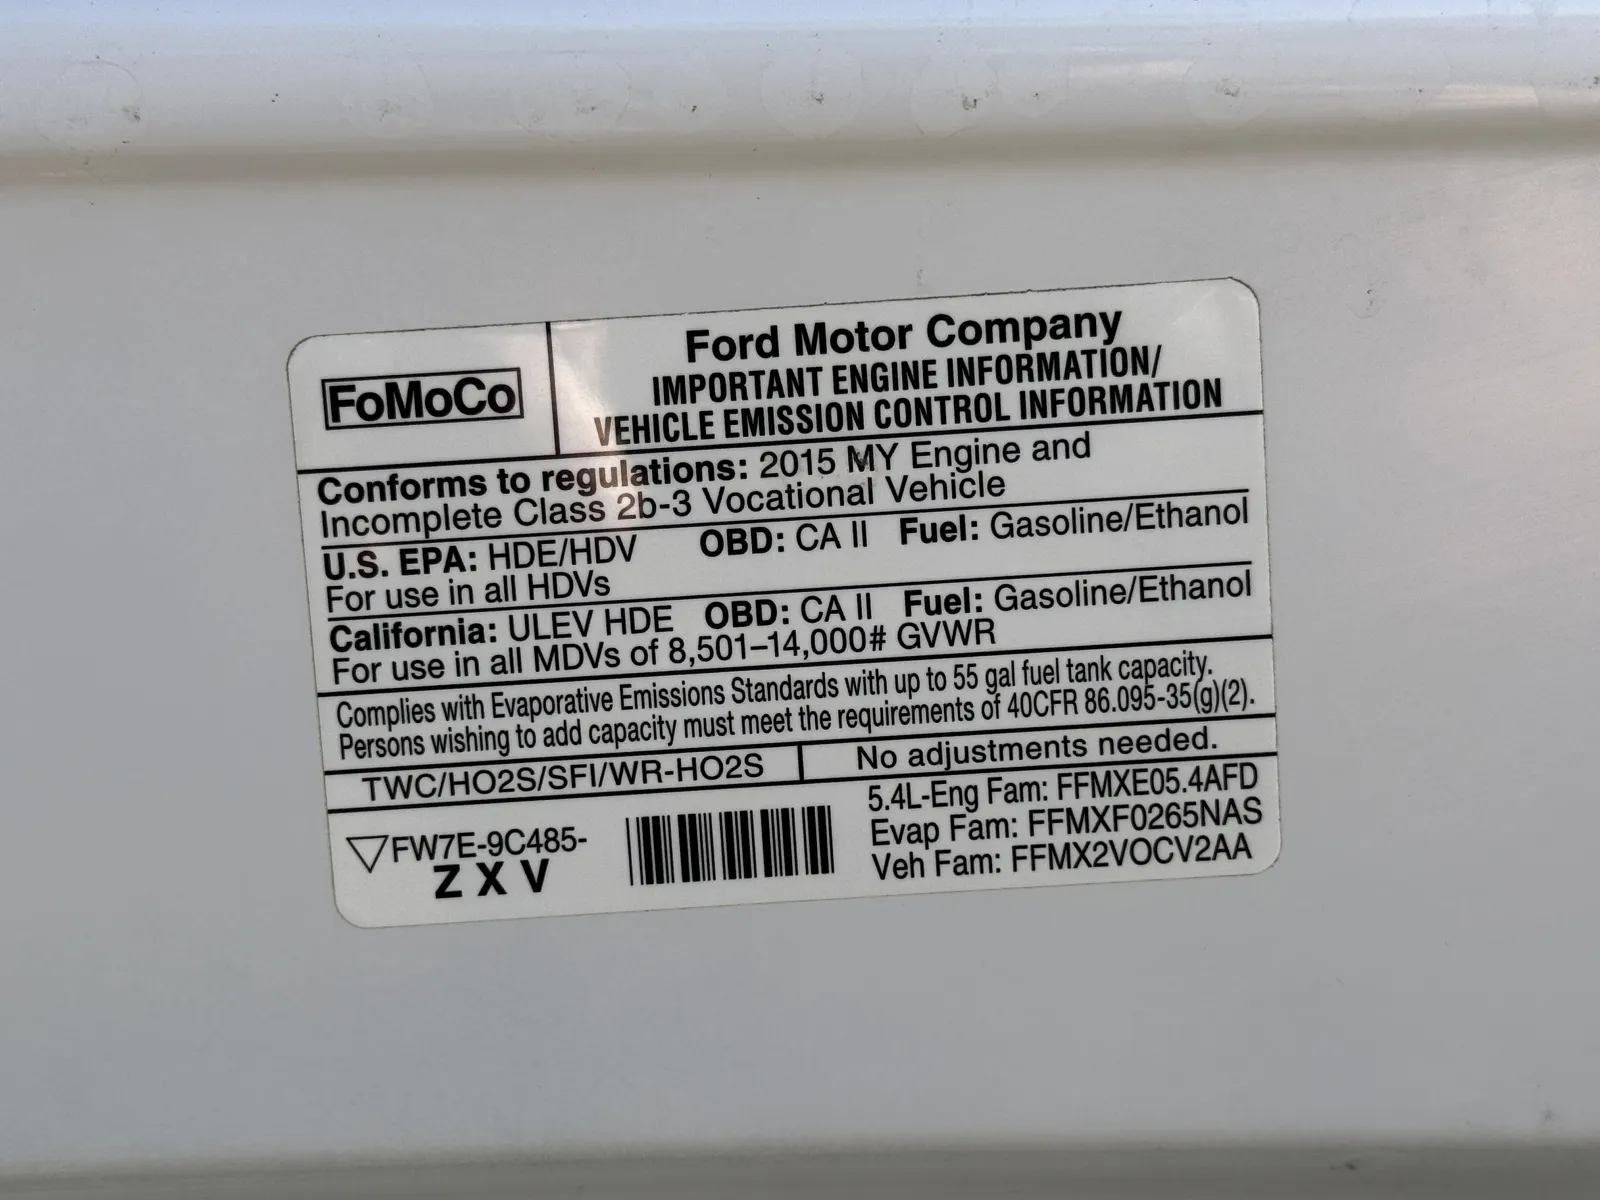 FoMoCo
Ford Motor Company
IMPORTANT ENGINE INFORMATION/
VEHICLE EMISSION CONTROL INFORMATION
Conforms to regulations: 2015 MY Engine and
Incomplete Class 2b-3 Vocational Vehicle
U.S. EPA: HDE/HDV OBD: CA II Fuel: Gasoline/Ethanol
For use in all HDVs
California: ULEV HDE OBD: CA II Fuel: Gasoline/Ethanol
For use in all MDVs of 8,501–14,000# GVWR
Complies with Evaporative Emissions Standards with up to 55 gal fuel tank capacity.
Persons wishing to add capacity must meet the requirements of 40CFR 86.095-35(g)(2).
TWC/HO2S/SFI/WR-HO2S
No adjustments needed.
FW7E-9C485-
Z X V
5.4L-Eng Fam: FFMXE05.4AFD
Evap Fam: FFMXF0265NAS
Veh Fam: FFMX2VOCV2AA